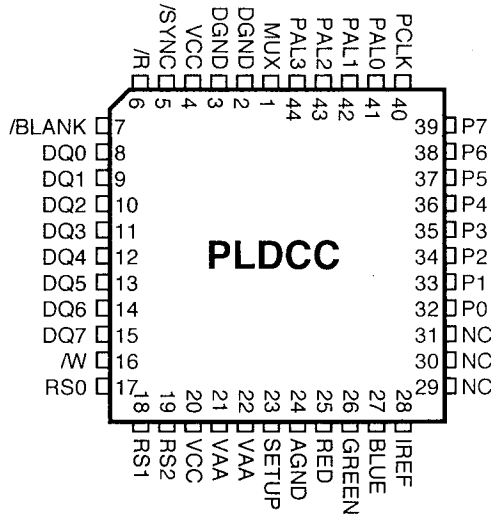 /R /SYNC VCC DGND DGND MUX PAL3 PAL2 PAL1 PAL0 PCLK
6 5 4 3 2 1 44 43 42 41 40
/BLANK 7 39 P7
DQ0 8 38 P6
DQ1 9 37 P5
DQ2 10 36 P4
DQ3 11 35 P3
DQ4 12 PLDCC 34 P2
DQ5 13 33 P1
DQ6 14 32 P0
DQ7 15 31 NC
/W 16 30 NC
RS0 17 29 NC
18 19 20 21 22 23 24 25 26 27 28
RS1 RS2 VCC VAA VAA SETUP AGND RED GREEN BLUE IREF